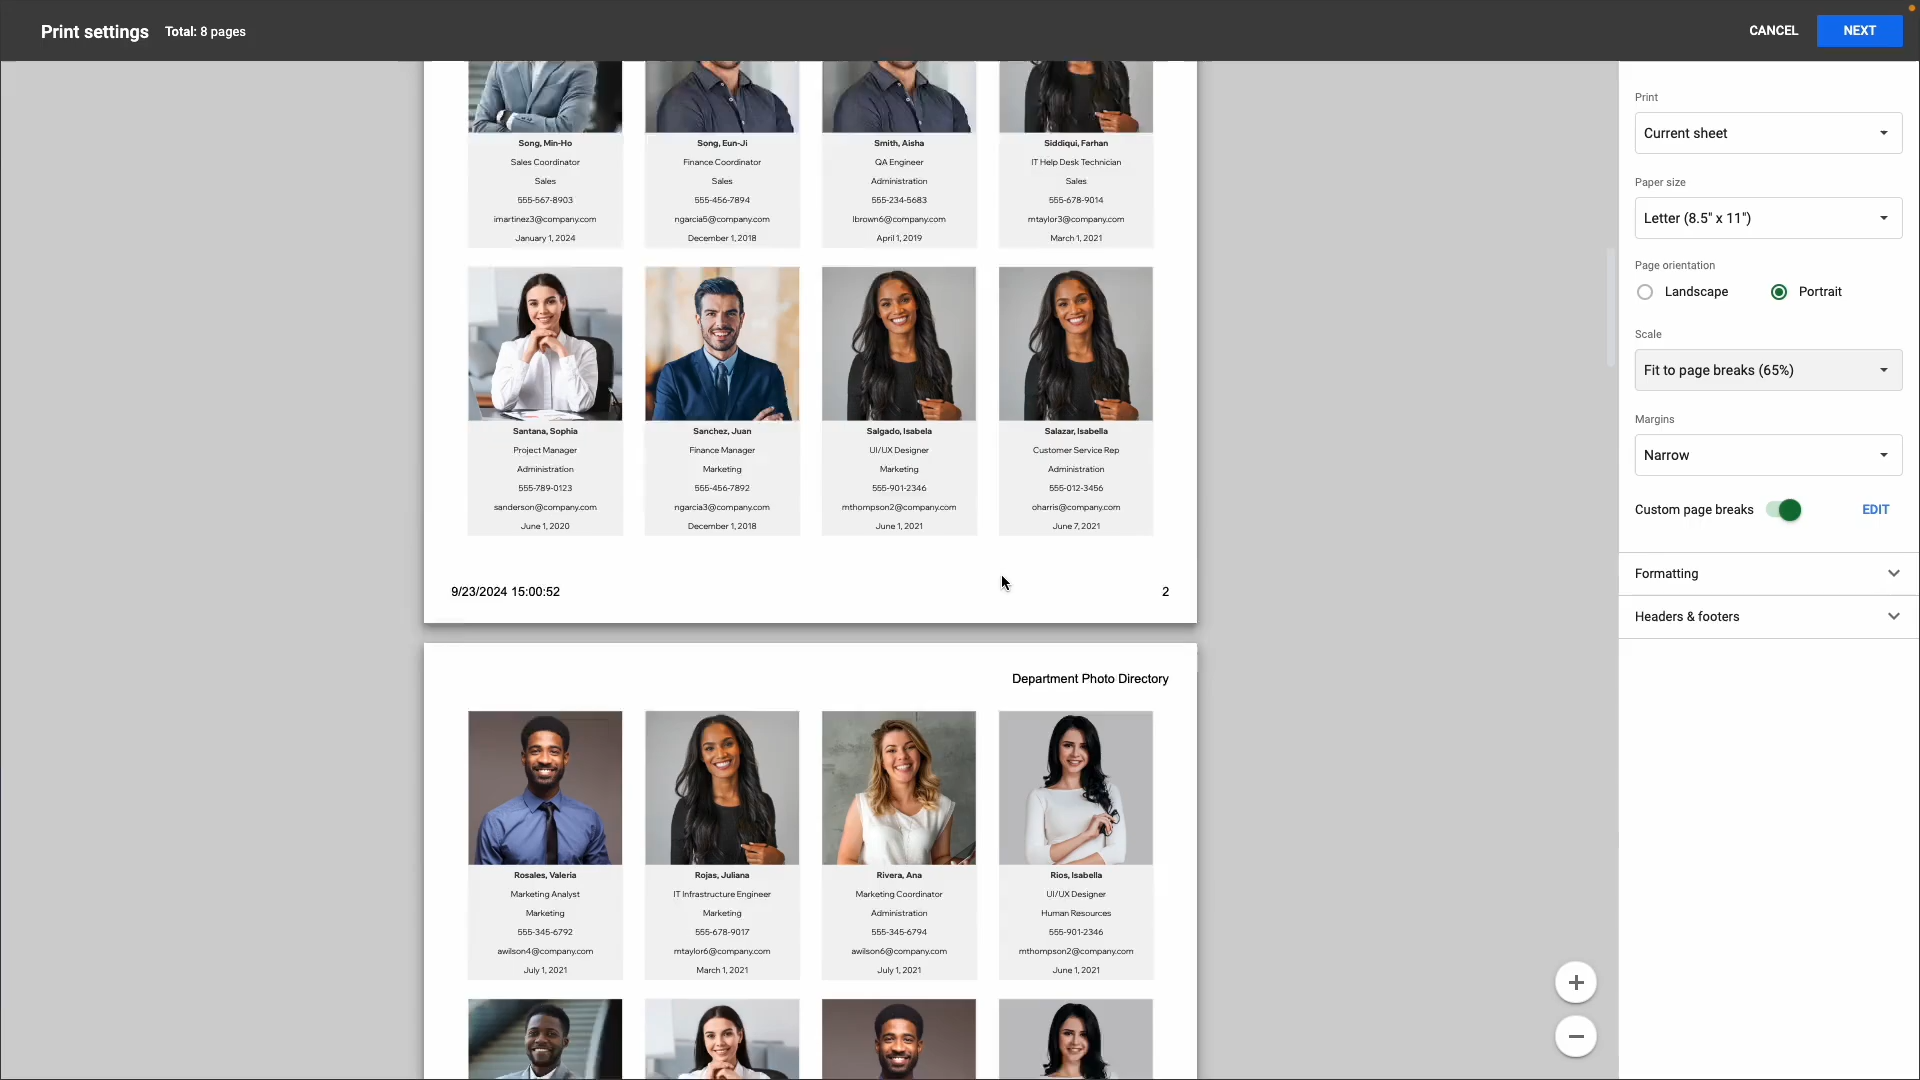 Print settings Total: 8 pages
CANCEL NEXT
Song, Min-Ho
Sales Coordinator
Sales
555-567-8903
imartinez3@company.com
January 1, 2024
Song, Eun-Ji
Finance Coordinator
Sales
555-456-7894
ngarcia5@company.com
December 1, 2018
Smith, Aisha
QA Engineer
Administration
555-234-5683
lbrown6@company.com
April 1, 2019
Siddiqui, Farhan
IT Help Desk Technician
Sales
555-678-9014
mtaylor3@company.com
March 1, 2021
Santana, Sophia
Project Manager
Administration
555-789-0123
sanderson@company.com
June 1, 2020
Sanchez, Juan
Finance Manager
Marketing
555-456-7892
ngarcia3@company.com
December 1, 2018
Salgado, Isabela
UI/UX Designer
Marketing
555-901-2346
mthompson2@company.com
June 1, 2021
Salazar, Isabella
Customer Service Rep
Administration
555-012-3456
oharris@company.com
June 7, 2021
9/23/2024 15:00:52
2
Department Photo Directory
Rosales, Valeria
Marketing Analyst
Marketing
555-345-6792
awilson4@company.com
July 1, 2021
Rojas, Juliana
IT Infrastructure Engineer
Marketing
555-678-9017
mtaylor6@company.com
March 1, 2021
Rivera, Ana
Marketing Coordinator
Administration
555-345-6794
awilson6@company.com
July 1, 2021
Rios, Isabella
UI/UX Designer
Human Resources
555-901-2346
mthompson2@company.com
June 1, 2021
Print
Current sheet
Paper size
Letter (8.5" x 11")
Page orientation
Landscape Portrait
Scale
Fit to page breaks (65%)
Margins
Narrow
Custom page breaks EDIT
Formatting
Headers & footers